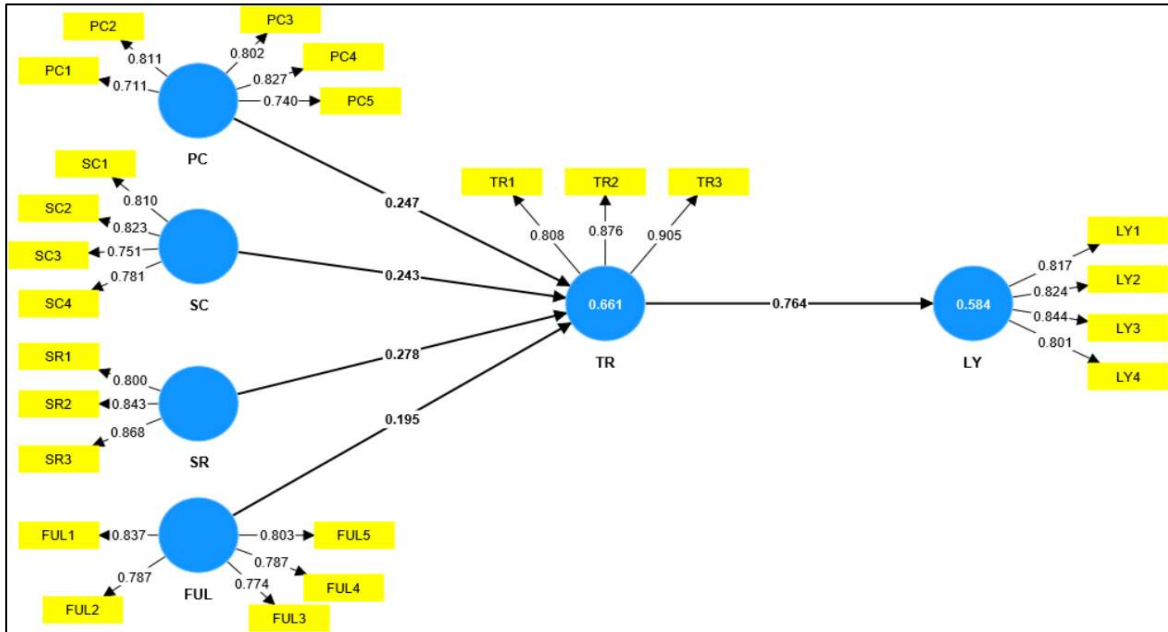 PC2
PC3
0.811
0.802
PC1
PC4
0.711
0.827
0.740
PC5
PC
SC1
0.810
SC2
0.823
SC3
0.751
0.781
SC4
SC
SR1
0.800
SR2
0.843
0.868
SR3
SR
FUL1
0.837
0.803
FUL5
0.787
0.787
FUL4
0.774
FUL2
FUL
FUL3
0.247
0.243
0.278
0.195
TR1
TR2
TR3
0.808
0.876
0.905
0.661
TR
0.764
0.584
LY
LY1
0.817
LY2
0.824
0.844
LY3
0.801
LY4